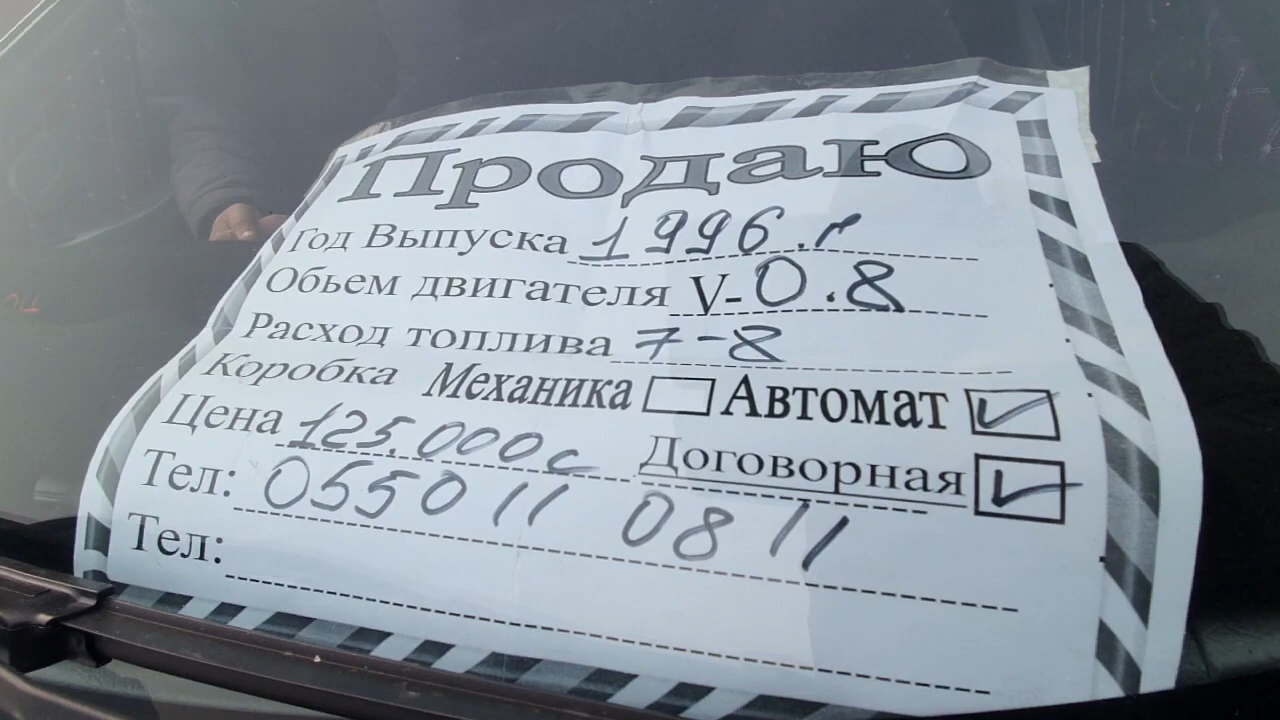 Продаю
Год Выпуска 1996.г
Обьем двигателя V-0.8
Расход топлива 7-8
Коробка Механика Автомат ✓
Цена 125.000с Договорная ✓
Тел: 0550 11 08 11
Тел: